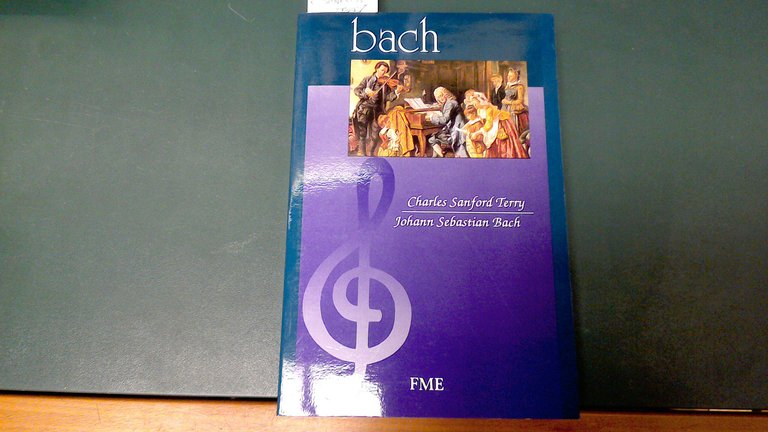 bach
Charles Sanford Terry
Johann Sebastian Bach
FME